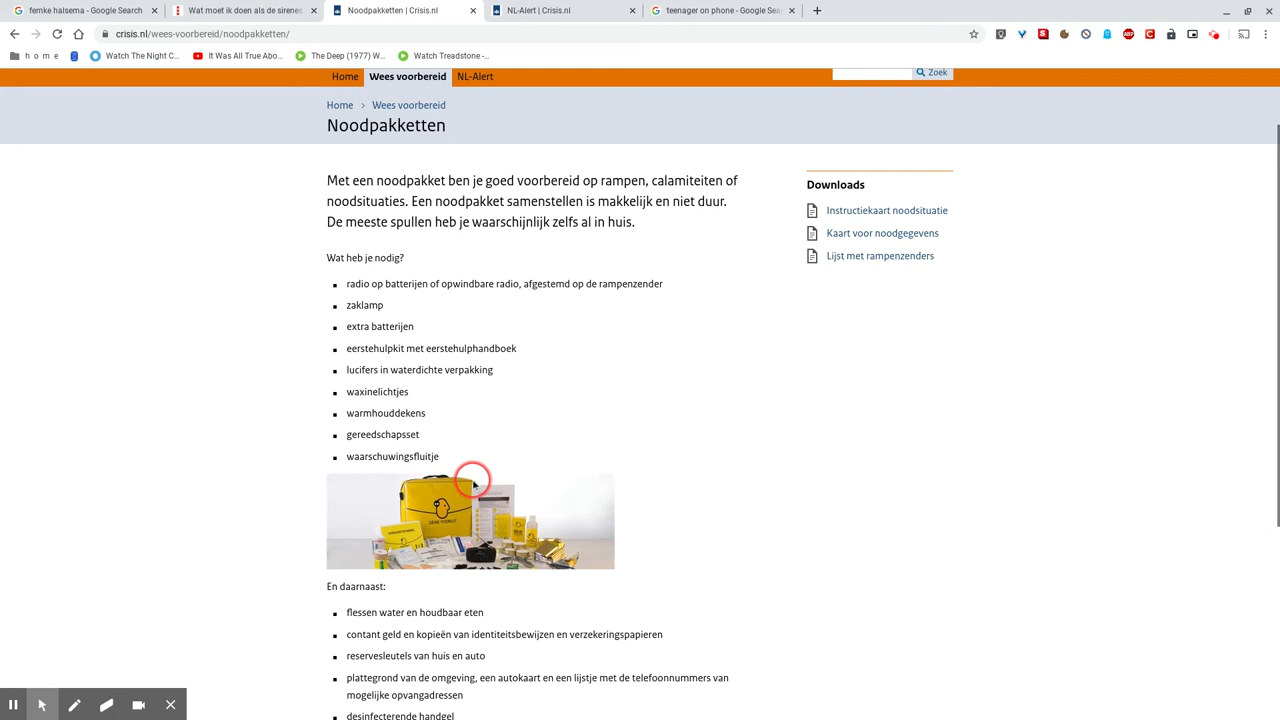 femke halsema - Google Search
Wat moet ik doen als de sirenes
Noodpakketten | Crisis.nl
NL-Alert | Crisis.nl
teenager on phone - Google Sea
crisis.nl/wees-voorbereid/noodpakketten/
h o m e
Watch The Night C...
It Was All True Abo...
The Deep (1977) W...
Watch Treadstone -...
Home
Wees voorbereid
NL-Alert
Zoek
Home > Wees voorbereid
Noodpakketten
Met een noodpakket ben je goed voorbereid op rampen, calamiteiten of
noodsituaties. Een noodpakket samenstellen is makkelijk en niet duur.
De meeste spullen heb je waarschijnlijk zelfs al in huis.
Wat heb je nodig?
radio op batterijen of opwindbare radio, afgestemd op de rampenzender
zaklamp
extra batterijen
eerstehulpkit met eerstehulphandboek
lucifers in waterdichte verpakking
waxinelichtjes
warmhouddekens
gereedschapsset
waarschuwingsfluitje
DENK VOORUIT
En daarnaast:
flessen water en houdbaar eten
contant geld en kopieën van identiteitsbewijzen en verzekeringspapieren
reservesleutels van huis en auto
plattegrond van de omgeving, een autokaart en een lijstje met de telefoonnummers van
mogelijke opvangadressen
desinfecterende handgel
Downloads
Instructiekaart noodsituatie
Kaart voor noodgegevens
Lijst met rampenzenders